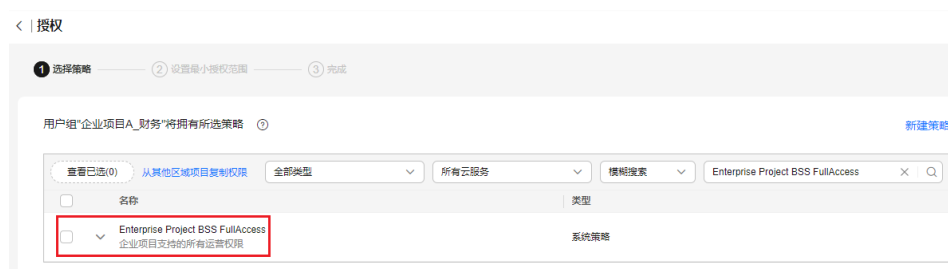 授权
1 选择策略 2 设置最小授权范围 3 完成
用户组"企业项目A_财务"将拥有所选策略 ?
新建策略
查看已选(0) 从其他区域项目复制权限 全部类型 所有云服务 模糊搜索 Enterprise Project BSS FullAccess
名称 类型
Enterprise Project BSS FullAccess
企业项目支持的所有运营权限
系统策略